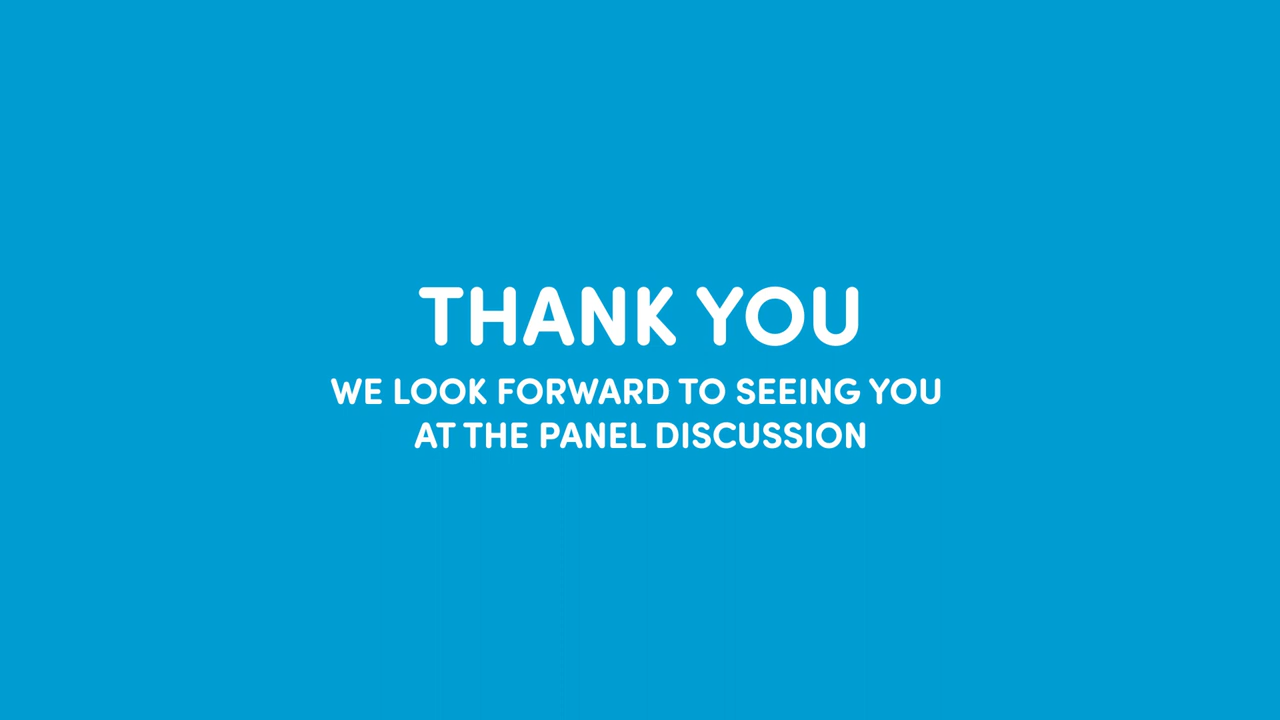 THANK YOU
WE LOOK FORWARD TO SEEING YOU
AT THE PANEL DISCUSSION